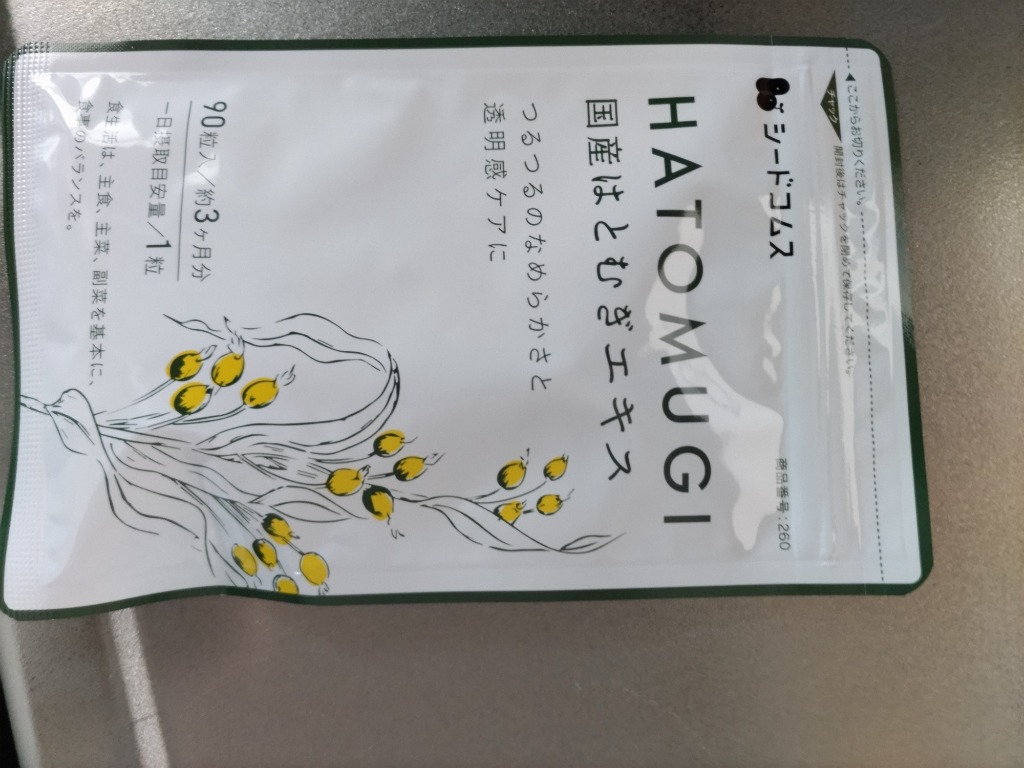 ここからお切りください。
チャック
開封後はチャックを閉めて保存してください。
シードコムス
商品番号:260
HATOMUGI
国産はとむぎエキス
つるつるのなめらかさと
透明感ケアに
90粒入/約3ヶ月分
一日摂取目安量/1粒
食生活は、主食、主菜、副菜を基本に、
食事のバランスを。